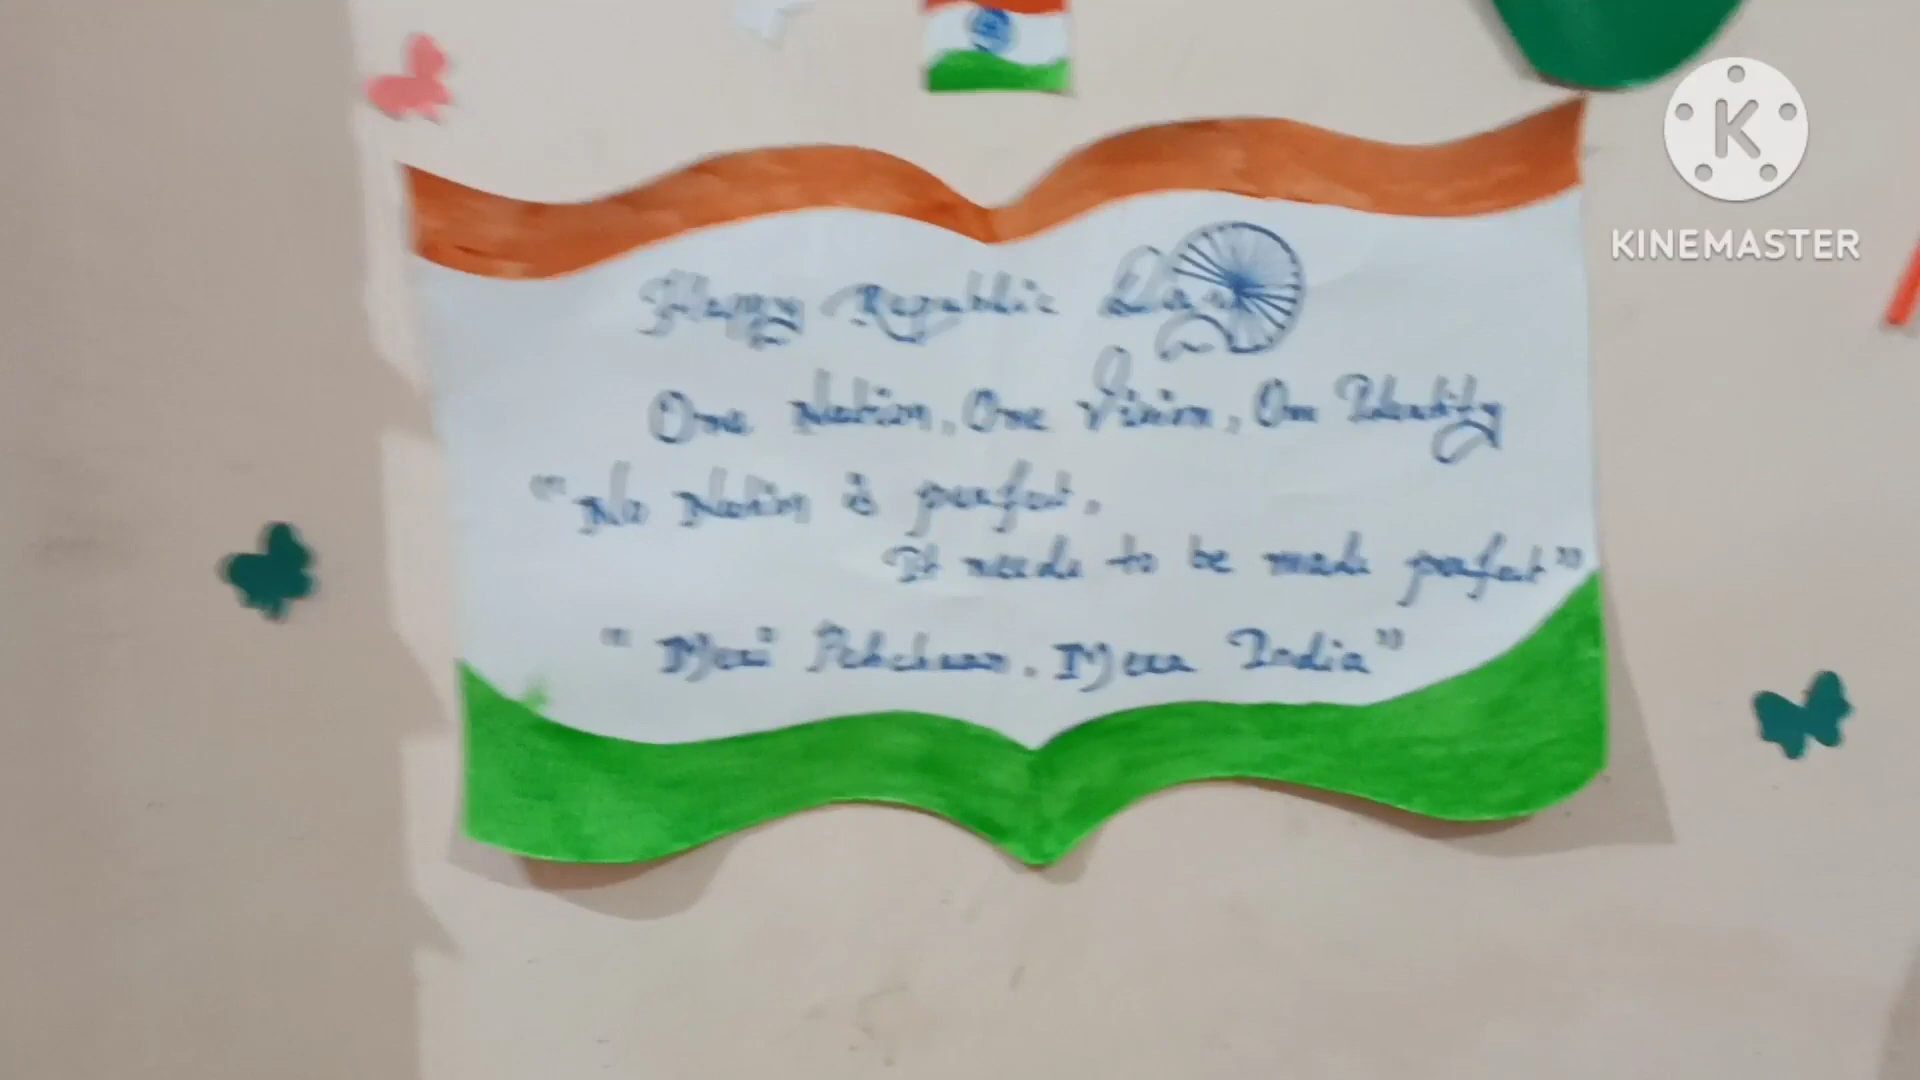 Happy Republic Day
One Nation, One Vision, One Identity
"No Nation is perfect,
It needs to be made perfect"
"Meri Pehchaan, Mera India"
K
KINEMASTER